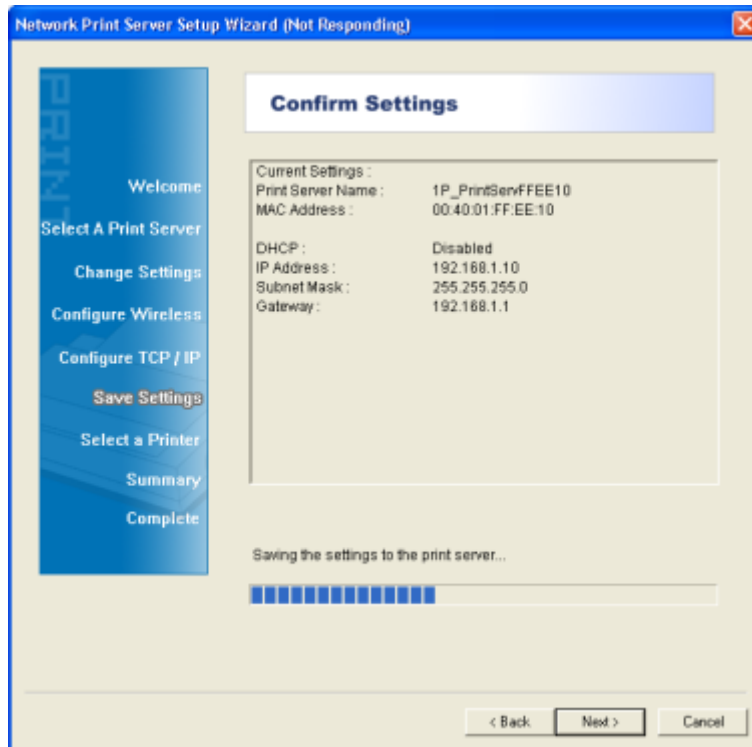 Network Print Server Setup Wizard (Not Responding)
PRINT
Welcome
Select A Print Server
Change Settings
Configure Wireless
Configure TCP / IP
Save Settings
Select a Printer
Summary
Complete
Confirm Settings
Current Settings :
Print Server Name : 1P_PrintServFFEE10
MAC Address : 00:40:01:FF:EE:10
DHCP : Disabled
IP Address : 192.168.1.10
Subnet Mask : 255.255.255.0
Gateway : 192.168.1.1
Saving the settings to the print server...
< Back Next > Cancel